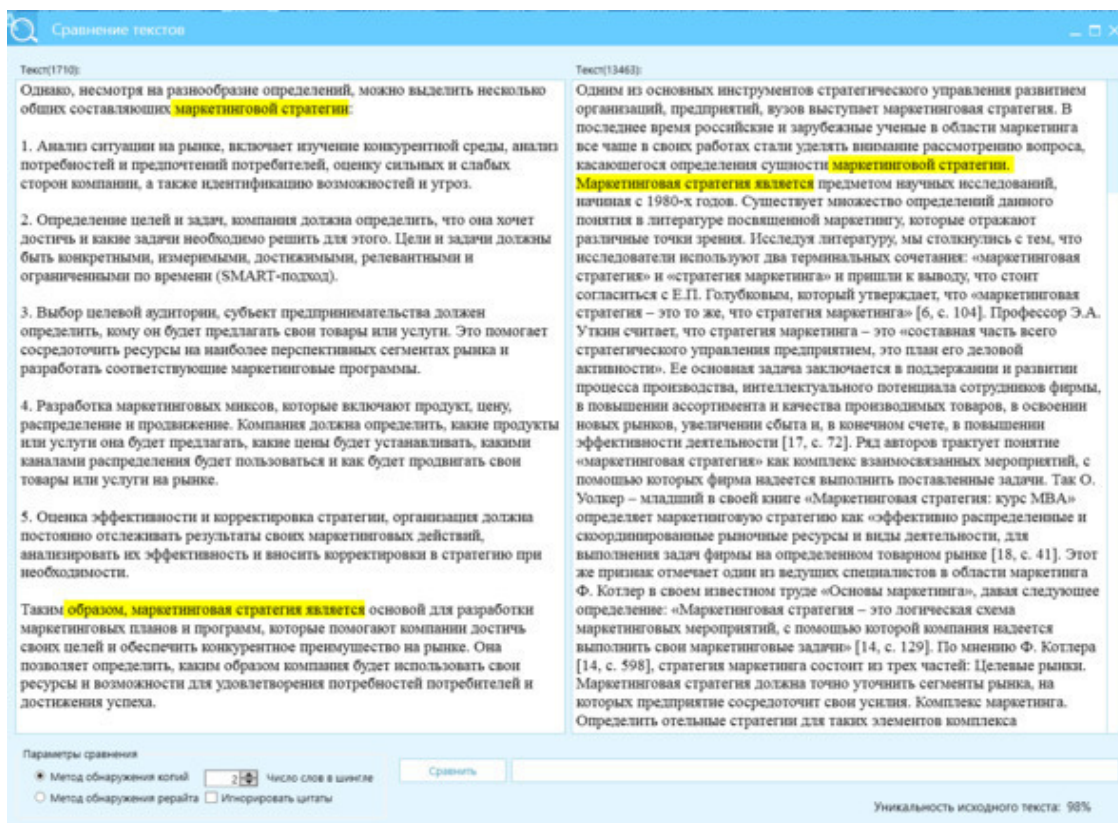 Сравнение текстов
Текст(1710):
Однако, несмотря на разнообразие определений, можно выделить несколько
общих составляющих маркетинговой стратегии:
1. Анализ ситуации на рынке, включает изучение конкурентной среды, анализ
потребностей и предпочтений потребителей, оценку сильных и слабых
сторон компании, а также идентификацию возможностей и угроз.
2. Определение целей и задач, компания должна определить, что она хочет
достичь и какие задачи необходимо решить для этого. Цели и задачи должны
быть конкретными, измеримыми, достижимыми, релевантными и
ограниченными по времени (SMART-подход).
3. Выбор целевой аудитории, субъект предпринимательства должен
определить, кому он будет предлагать свои товары или услуги. Это помогает
сосредоточить ресурсы на наиболее перспективных сегментах рынка и
разработать соответствующие маркетинговые программы.
4. Разработка маркетинговых миксов, которые включают продукт, цену,
распределение и продвижение. Компания должна определить, какие продукты
или услуги она будет предлагать, какие цены будет устанавливать, какими
каналами распределения будет пользоваться и как будет продвигать свои
товары или услуги на рынке.
5. Оценка эффективности и корректировка стратегии, организация должна
постоянно отслеживать результаты своих маркетинговых действий,
анализировать их эффективность и вносить корректировки в стратегию при
необходимости.
Таким образом, маркетинговая стратегия является основой для разработки
маркетинговых планов и программ, которые помогают компании достичь
своих целей и обеспечить конкурентное преимущество на рынке. Она
позволяет определить, каким образом компания будет использовать свои
ресурсы и возможности для удовлетворения потребностей потребителей и
достижения успеха.
Текст(13463):
Одним из основных инструментов стратегического управления развитием
организаций, предприятий, вузов выступает маркетинговая стратегия. В
последнее время российские и зарубежные ученые в области маркетинга
все чаще в своих работах стали уделять внимание рассмотрению вопроса,
касающегося определения сущности маркетинговой стратегии.
Маркетинговая стратегия является предметом научных исследований,
начиная с 1980-х годов. Существует множество определений данного
понятия в литературе посвященной маркетингу, которые отражают
различные точки зрения. Исследуя литературу, мы столкнулись с тем, что
исследователи используют два терминальных сочетания: «маркетинговая
стратегия» и «стратегия маркетинга» и пришли к выводу, что стоит
согласиться с Е.П. Голубковым, который утверждает, что «маркетинговая
стратегия – это то же, что стратегия маркетинга» [6, с. 104]. Профессор Э.А.
Уткин считает, что стратегия маркетинга – это «составная часть всего
стратегического управления предприятием, это план его деловой
активности». Ее основная задача заключается в поддержании и развитии
процесса производства, интеллектуального потенциала сотрудников фирмы,
в повышении ассортимента и качества производимых товаров, в освоении
новых рынков, увеличении сбыта и, в конечном счете, в повышении
эффективности деятельности [17, с. 72]. Ряд авторов трактует понятие
«маркетинговая стратегия» как комплекс взаимосвязанных мероприятий, с
помощью которых фирма надеется выполнить поставленные задачи. Так О.
Уолкер – младший в своей книге «Маркетинговая стратегия: курс МВА»
определяет маркетинговую стратегию как «эффективно распределенные и
скоординированные рыночные ресурсы и виды деятельности, для
выполнения задач фирмы на определенном товарном рынке [18, с. 41]. Этот
же признак отмечает один из ведущих специалистов в области маркетинга
Ф. Котлер в своем известном труде «Основы маркетинга», давая следующее
определение: «Маркетинговая стратегия – это логическая схема
маркетинговых мероприятий, с помощью которой компания надеется
выполнить свои маркетинговые задачи» [14, с. 129]. По мнению Ф. Котлера
[14, с. 598], стратегия маркетинга состоит из трех частей: Целевые рынки.
Маркетинговая стратегия должна точно уточнить сегменты рынка, на
которых предприятие сосредоточит свои усилия. Комплекс маркетинга.
Определить отельные стратегии для таких элементов комплекса
Параметры сравнения
Метод обнаружения копий 2 Число слов в шингле
Метод обнаружения рерайта Игнорировать цитаты
Сравнить
Уникальность исходного текста: 98%